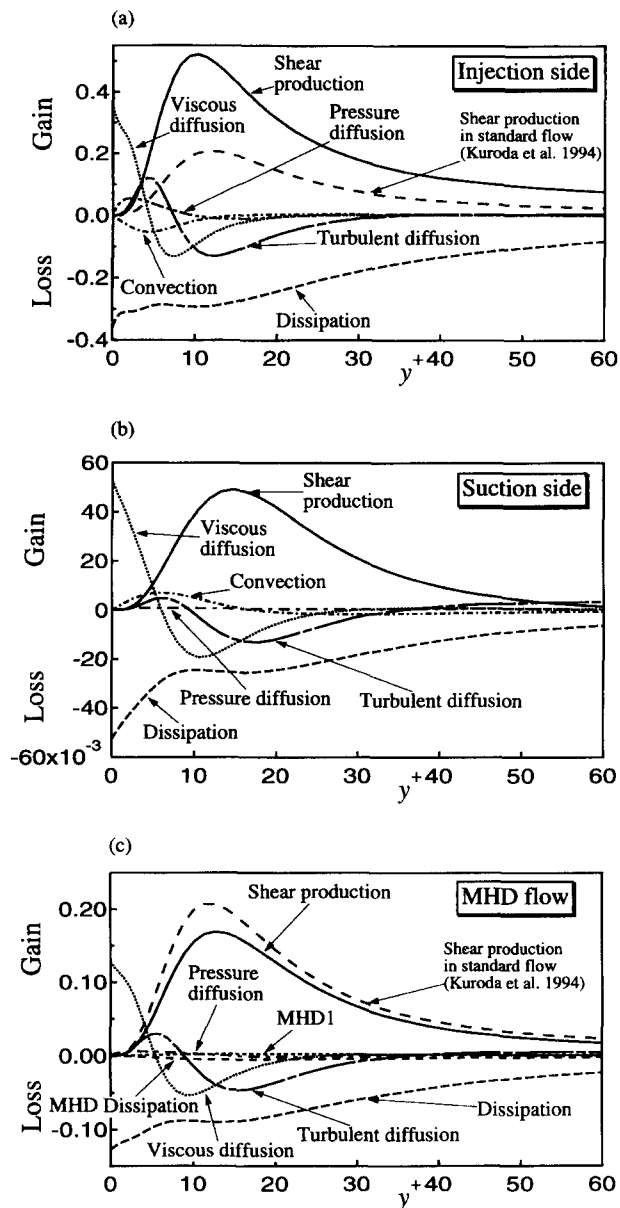 (a)
Injection side
Shear
production
Viscous
diffusion
Pressure
diffusion
Shear production
in standard flow
(Kuroda et al. 1994)
Gain
Loss
0.4
0.2
0.0
-0.2
-0.4
Turbulent diffusion
Convection
Dissipation
0 10 20 30 +40 50 60
y
(b)
Suction side
Shear
production
Viscous
diffusion
Convection
Gain
Loss
60
40
20
0
-20
-40
-60x10-3
Pressure diffusion
Turbulent diffusion
Dissipation
0 10 20 30 +40 50 60
y
(c)
MHD flow
Shear production
Shear production
in standard flow
(Kuroda et al. 1994)
Pressure
diffusion
MHD1
Gain
Loss
0.20
0.10
0.00
-0.10
MHD Dissipation
Dissipation
Viscous diffusion
Turbulent diffusion
0 10 20 30 +40 50 60
y